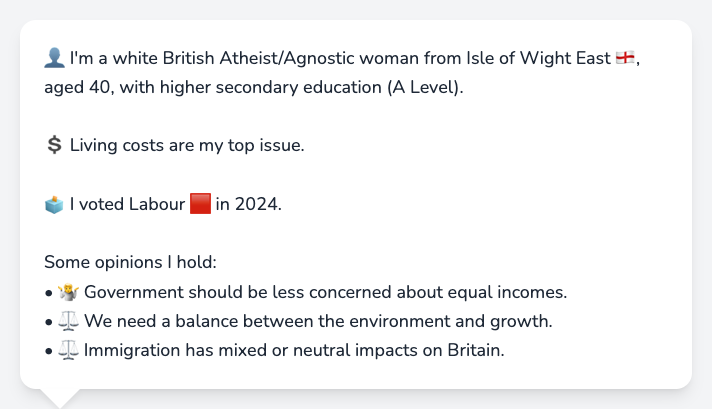 👤 I'm a white British Atheist/Agnostic woman from Isle of Wight East 🏴󠁧󠁢󠁥󠁮󠁧󠁿,
aged 40, with higher secondary education (A Level).
💲 Living costs are my top issue.
🗳️ I voted Labour 🟥 in 2024.
Some opinions I hold:
• 🤷 Government should be less concerned about equal incomes.
• ⚖️ We need a balance between the environment and growth.
• ⚖️ Immigration has mixed or neutral impacts on Britain.